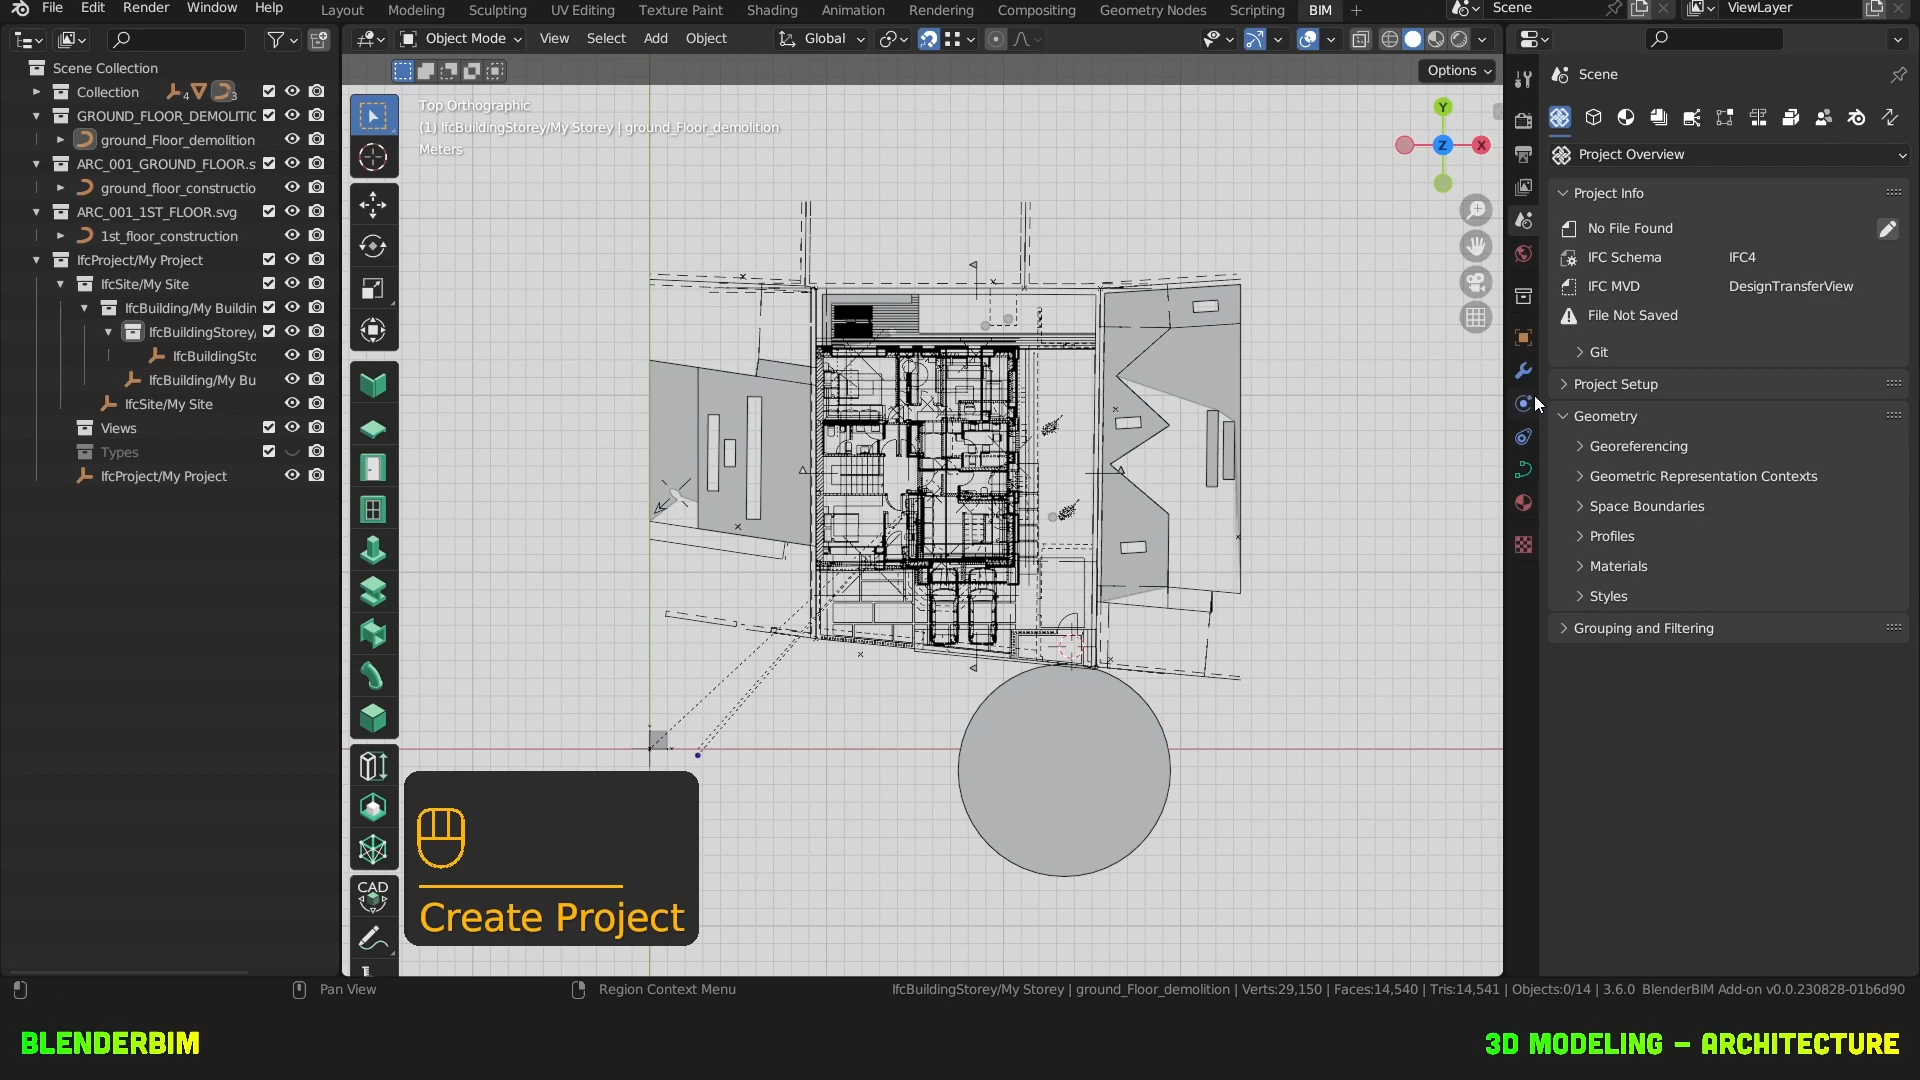 File Edit Render Window Help Layout Modeling Sculpting UV Editing Texture Paint Shading Animation Rendering Compositing Geometry Nodes Scripting BIM Scene ViewLayer
Object Mode View Select Add Object Global
Options
Scene Collection
Collection 4 3
GROUND_FLOOR_DEMOLITIC
ground_Floor_demolition
ARC_001_GROUND_FLOOR.s
ground_floor_constructio
ARC_001_1ST_FLOOR.svg
1st_floor_construction
IfcProject/My Project
IfcSite/My Site
IfcBuilding/My Buildin
IfcBuildingStorey/
IfcBuildingSto
IfcBuilding/My Bu
IfcSite/My Site
Views
Types
IfcProject/My Project
Top Orthographic
(1) IfcBuildingStorey/My Storey | ground_Floor_demolition
Meters
Y
Z X
CAD
Create Project
Scene
Project Overview
Project Info
No File Found
IFC Schema IFC4
IFC MVD DesignTransferView
File Not Saved
Git
Project Setup
Geometry
Georeferencing
Geometric Representation Contexts
Space Boundaries
Profiles
Materials
Styles
Grouping and Filtering
Pan View Region Context Menu IfcBuildingStorey/My Storey | ground_Floor_demolition | Verts:29,150 | Faces:14,540 | Tris:14,541 | Objects:0/14 | 3.6.0 BlenderBIM Add-on v0.0.230828-01b6d90
BLENDERBIM 3D MODELING - ARCHITECTURE